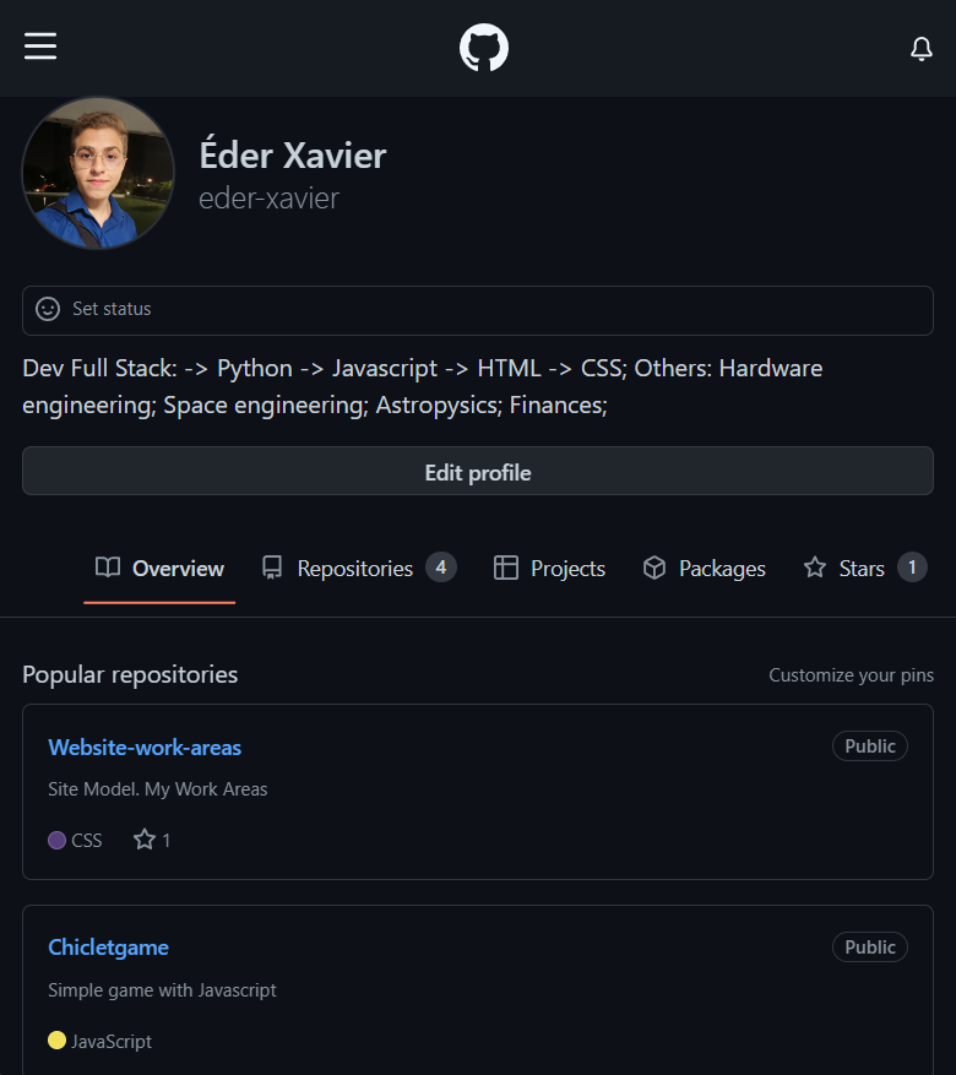 Éder Xavier
eder-xavier
Set status
Dev Full Stack: -> Python -> Javascript -> HTML -> CSS; Others: Hardware
engineering; Space engineering; Astropysics; Finances;
Edit profile
Overview Repositories 4 Projects Packages Stars 1
Popular repositories Customize your pins
Website-work-areas Public
Site Model. My Work Areas
CSS 1
Chicletgame Public
Simple game with Javascript
JavaScript